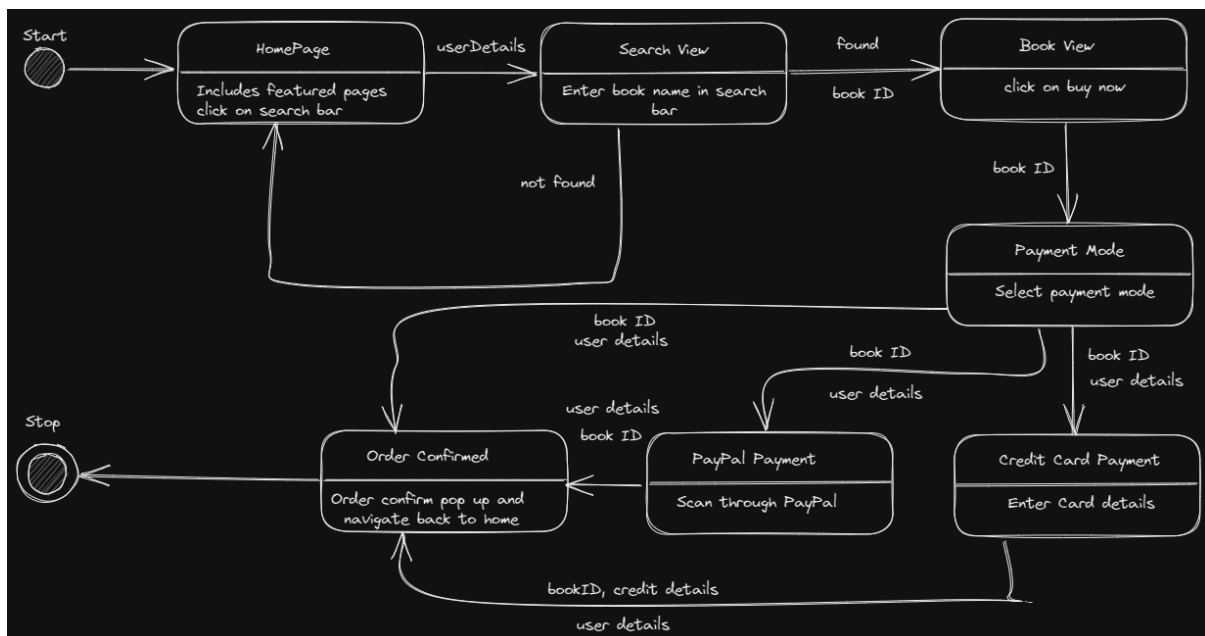 Start
HomePage
Includes featured pages
click on search bar
userDetails
Search View
Enter book name in search
bar
found
book ID
Book View
click on buy now
not found
book ID
Payment Mode
Select payment mode
book ID
user details
book ID
user details
book ID
user details
Stop
Order Confirmed
Order confirm pop up and
navigate back to home
user details
book ID
PayPal Payment
Scan through PayPal
Credit Card Payment
Enter Card details
bookID, credit details
user details